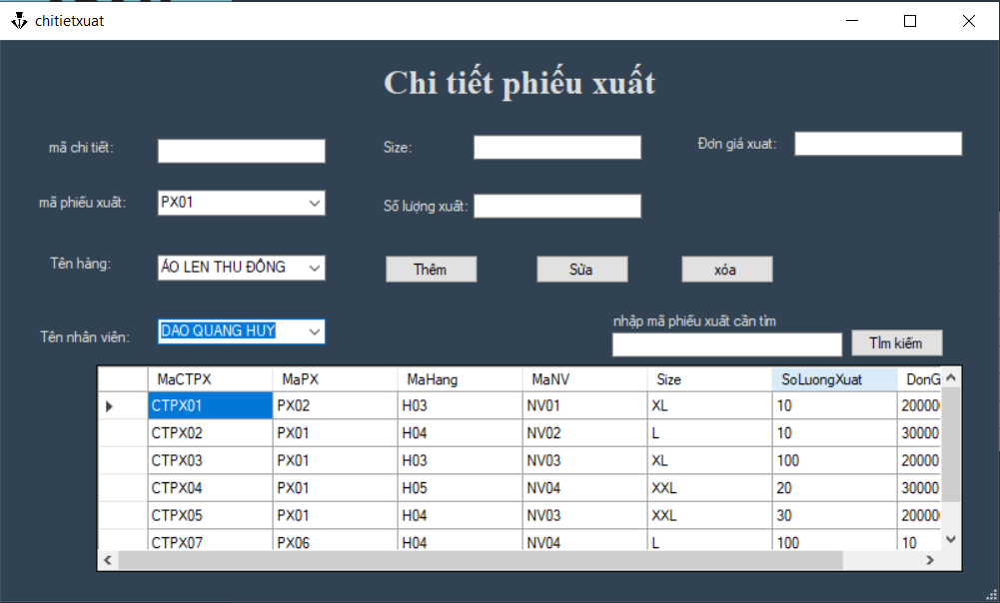 chitietxuat
Chi tiết phiếu xuất
mã chi tiết:
Size:
Đơn giá xuat:
mã phiếu xuất: PX01
Số lượng xuất:
Tên hàng: ÁO LEN THU ĐÔNG
Thêm Sửa xóa
Tên nhân viên: DAO QUANG HUY
nhập mã phiếu xuất cần tìm
TÌm kiếm
MaCTPX MaPX MaHang MaNV Size SoLuongXuat DonG
CTPX01 PX02 H03 NV01 XL 10 20000
CTPX02 PX01 H04 NV02 L 10 30000
CTPX03 PX01 H03 NV03 XL 100 20000
CTPX04 PX01 H05 NV04 XXL 20 30000
CTPX05 PX01 H04 NV03 XXL 30 20000
CTPX07 PX06 H04 NV04 L 100 10